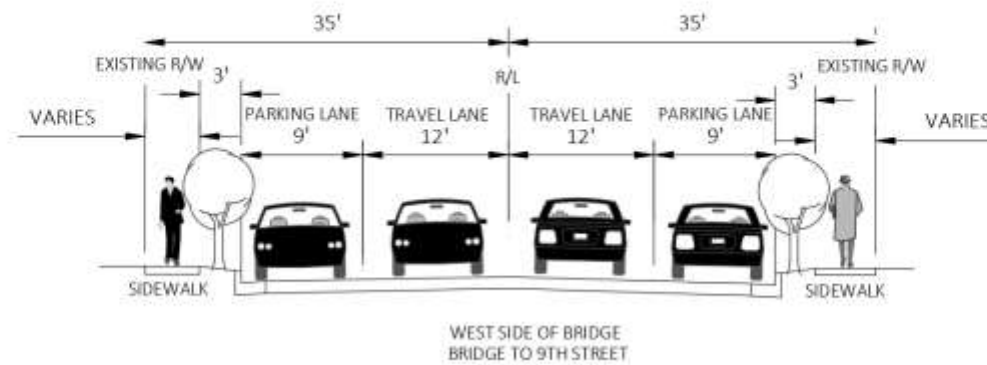 35' 35'
EXISTING R/W 3' R/L 3' EXISTING R/W
VARIES PARKING LANE TRAVEL LANE TRAVEL LANE PARKING LANE VARIES
9' 12' 12' 9'
SIDEWALK SIDEWALK
WEST SIDE OF BRIDGE
BRIDGE TO 9TH STREET